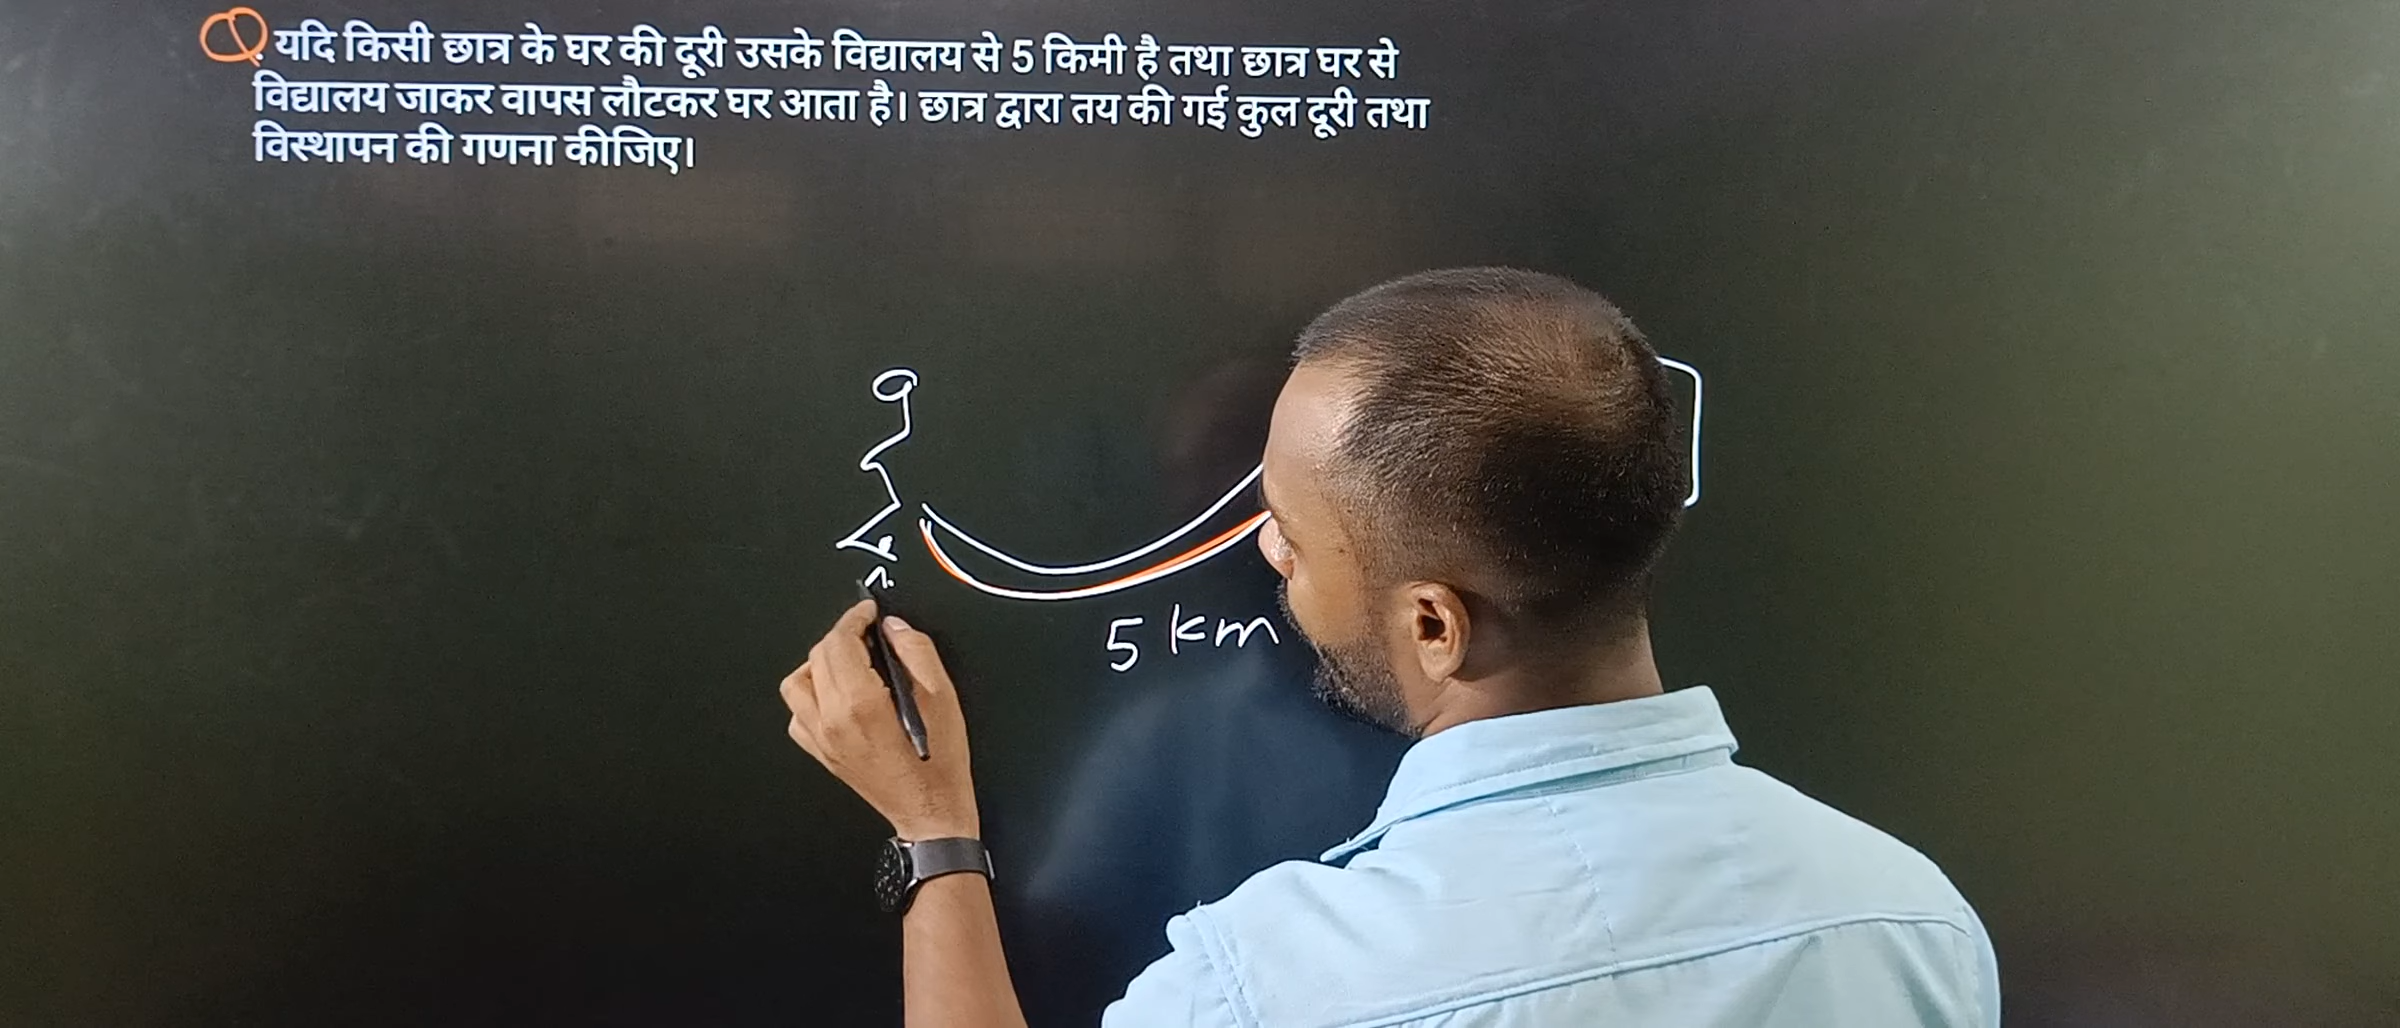 Q. यदि किसी छात्र के घर की दूरी उसके विद्यालय से 5 किमी है तथा छात्र घर से
विद्यालय जाकर वापस लौटकर घर आता है। छात्र द्वारा तय की गई कुल दूरी तथा
विस्थापन की गणना कीजिए।
5 km